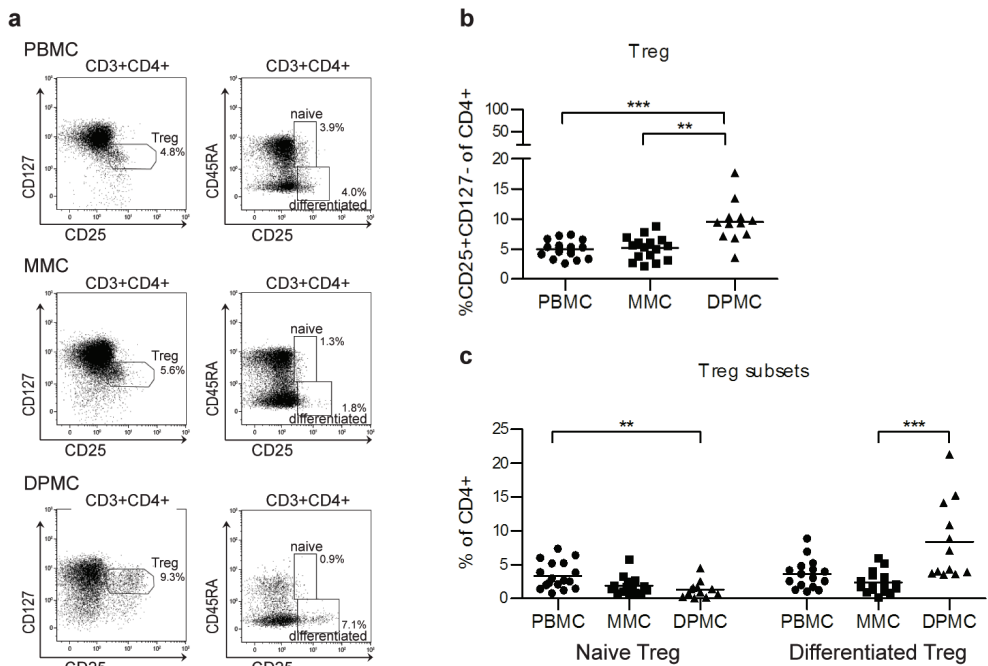 a
PBMC
CD3+CD4+
CD3+CD4+
Treg
4.8%
CD127
CD25
naive
3.9%
4.0%
differentiated
CD45RA
CD25
MMC
CD3+CD4+
CD3+CD4+
Treg
5.6%
CD127
CD25
naive
1.3%
1.8%
differentiated
CD45RA
CD25
DPMC
CD3+CD4+
CD3+CD4+
Treg
9.3%
CD127
CD25
naive
0.9%
7.1%
differentiated
CD45RA
CD25
b
Treg
%CD25+CD127- of CD4+
100
50
20
15
10
5
0
***
**
PBMC MMC DPMC
c
Treg subsets
% of CD4+
25
20
15
10
5
0
**
***
PBMC MMC DPMC PBMC MMC DPMC
Naive Treg Differentiated Treg